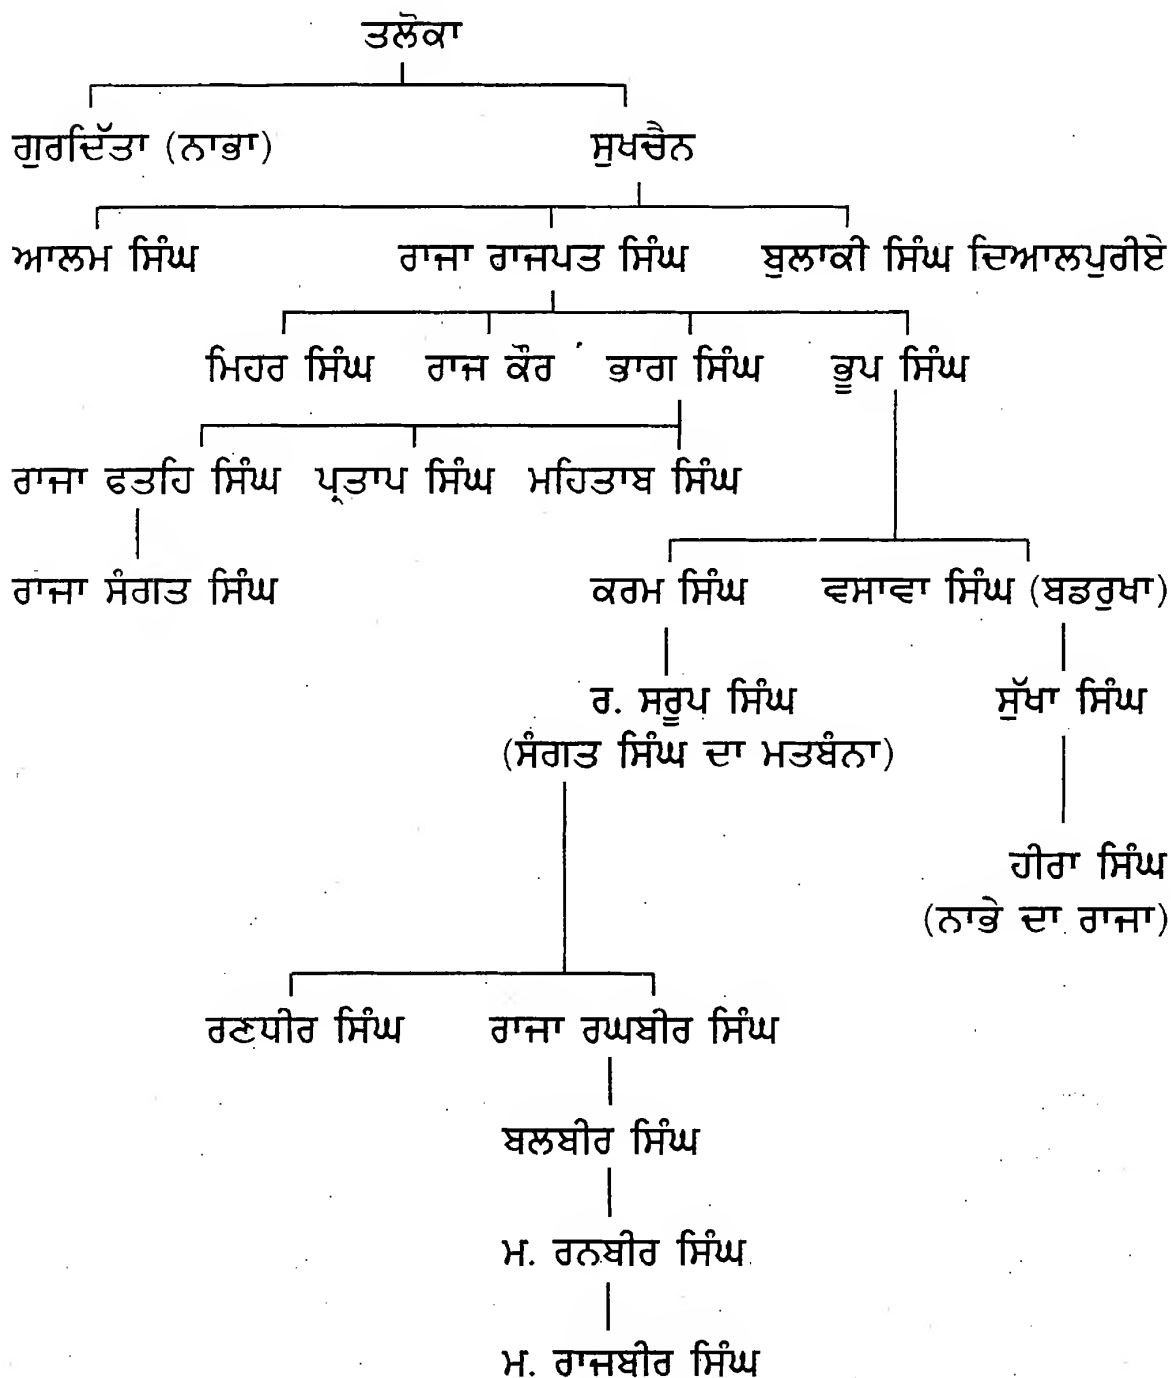 ਤਲੋਕਾ
ਗੁਰਦਿੱਤਾ (ਨਾਭਾ) ਸੁਖਚੈਨ
ਆਲਮ ਸਿੰਘ ਰਾਜਾ ਰਾਜਪਤ ਸਿੰਘ ਬੁਲਾਕੀ ਸਿੰਘ ਦਿਆਲਪੁਰੀਏ
ਮਿਹਰ ਸਿੰਘ ਰਾਜ ਕੌਰ ਭਾਗ ਸਿੰਘ ਭੂਪ ਸਿੰਘ
ਰਾਜਾ ਫਤਹਿ ਸਿੰਘ ਪ੍ਰਤਾਪ ਸਿੰਘ ਮਹਿਤਾਬ ਸਿੰਘ
ਰਾਜਾ ਸੰਗਤ ਸਿੰਘ ਕਰਮ ਸਿੰਘ ਵਸਾਵਾ ਸਿੰਘ (ਬਡਰੁਖਾ)
ਰ. ਸਰੂਪ ਸਿੰਘ ਸੁੱਖਾ ਸਿੰਘ
(ਸੰਗਤ ਸਿੰਘ ਦਾ ਮਤਬੰਨਾ)
ਹੀਰਾ ਸਿੰਘ
(ਨਾਭੇ ਦਾ ਰਾਜਾ)
ਰਣਧੀਰ ਸਿੰਘ ਰਾਜਾ ਰਘਬੀਰ ਸਿੰਘ
ਬਲਬੀਰ ਸਿੰਘ
ਮ. ਰਨਬੀਰ ਸਿੰਘ
ਮ. ਰਾਜਬੀਰ ਸਿੰਘ